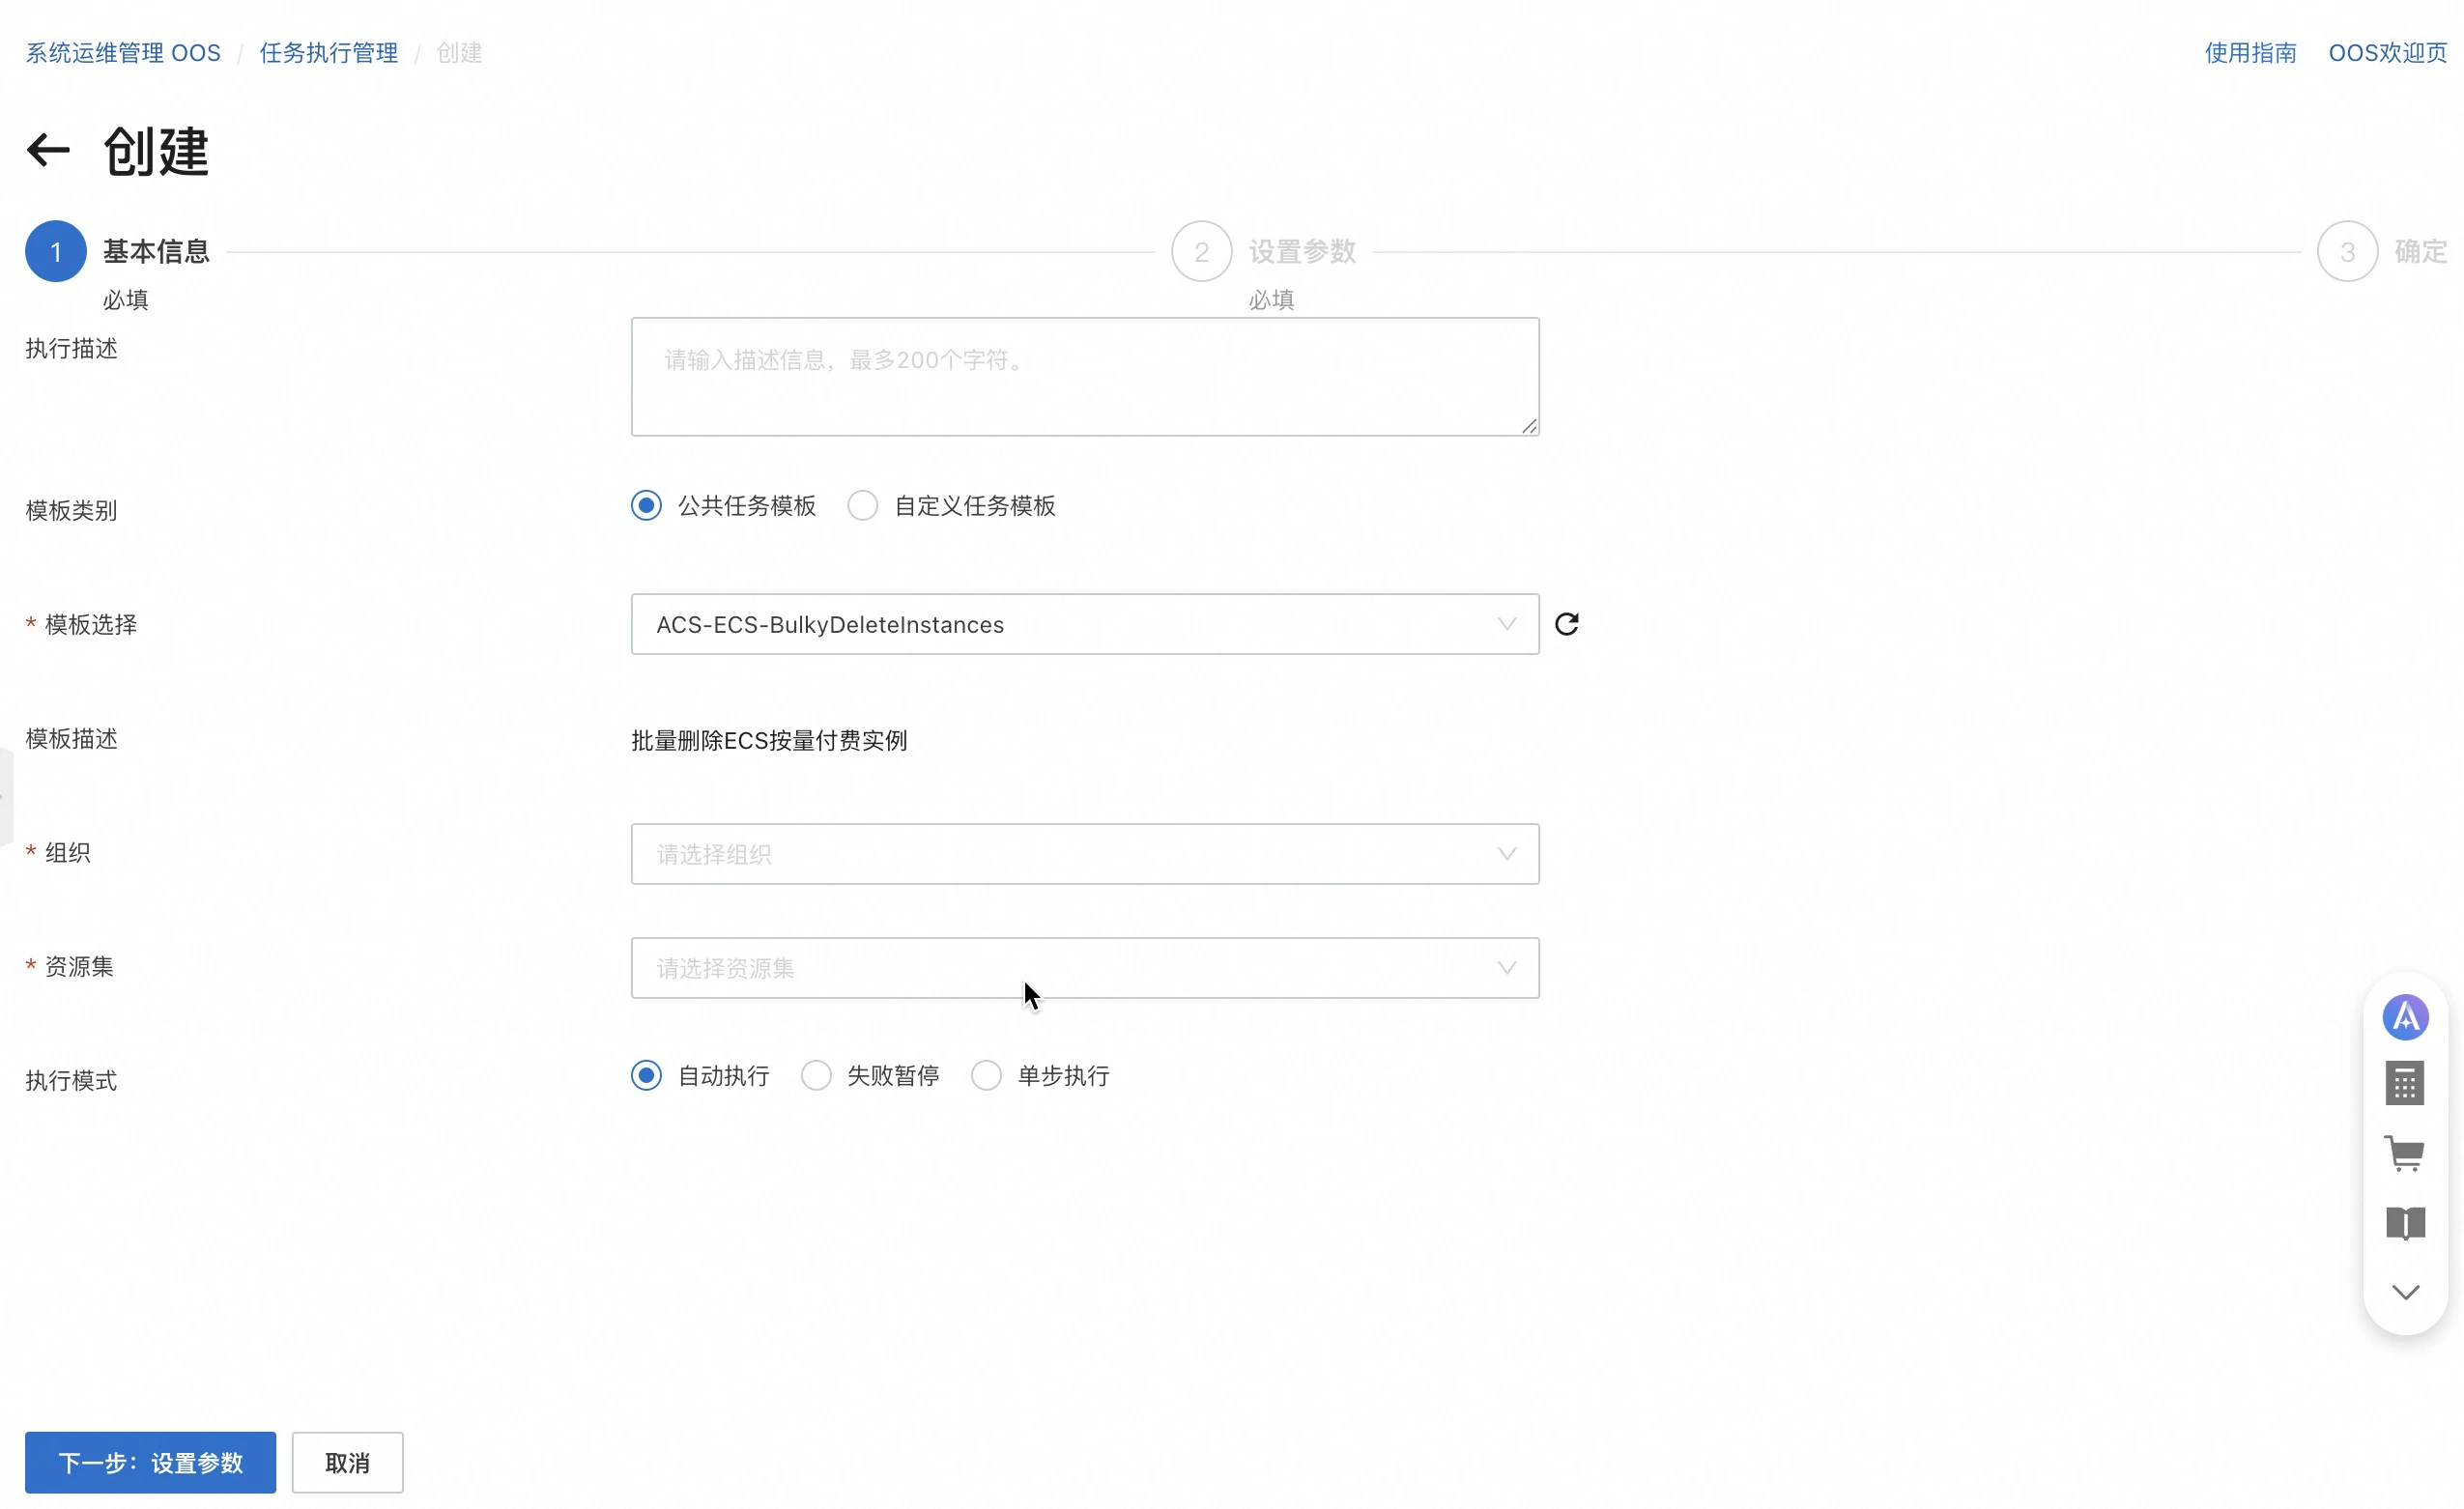 系统运维管理 OOS / 任务执行管理 / 创建
使用指南 OOS欢迎页
创建
1 基本信息 2 设置参数 3 确定
必填 必填
执行描述
请输入描述信息，最多200个字符。
模板类别 公共任务模板 自定义任务模板
* 模板选择 ACS-ECS-BulkyDeleteInstances
模板描述 批量删除ECS按量付费实例
* 组织 请选择组织
* 资源集 请选择资源集
执行模式 自动执行 失败暂停 单步执行
下一步：设置参数 取消